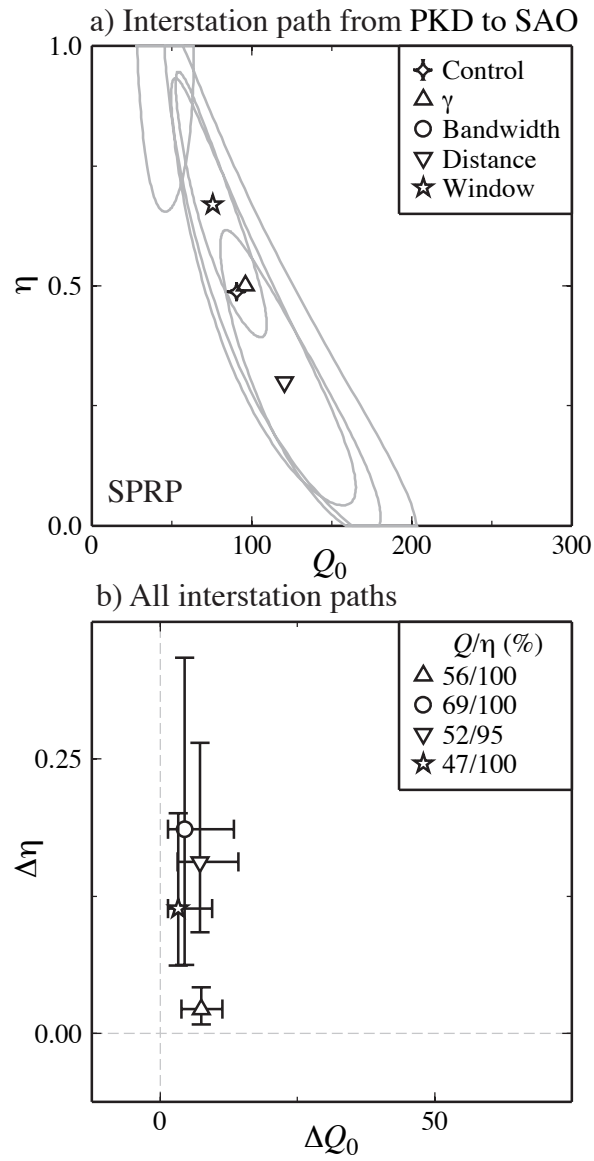 a) Interstation path from PKD to SAO
1.0
Control
γ
Bandwidth
Distance
Window
η
0.5
SPRP
0.0
0 100 200 300
Q0
b) All interstation paths
Q/η (%)
56/100
69/100
52/95
47/100
0.25
Δη
0.00
0 50
ΔQ0